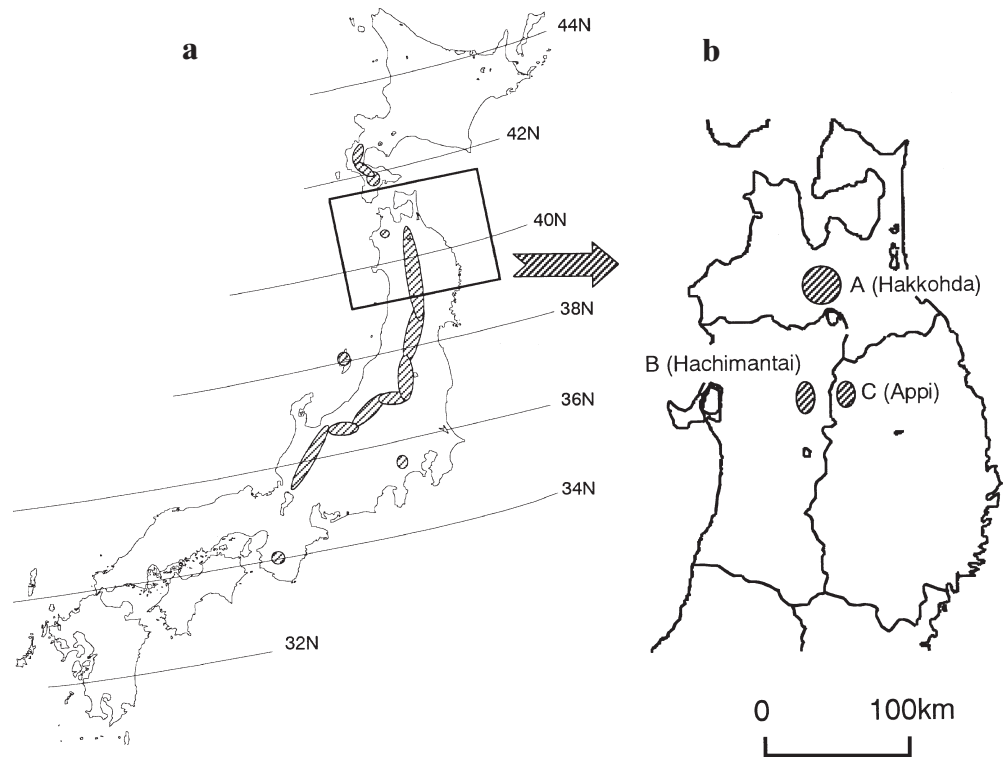 a
44N
42N
40N
38N
36N
34N
32N
b
A (Hakkohda)
B (Hachimantai)
C (Appi)
0
100km